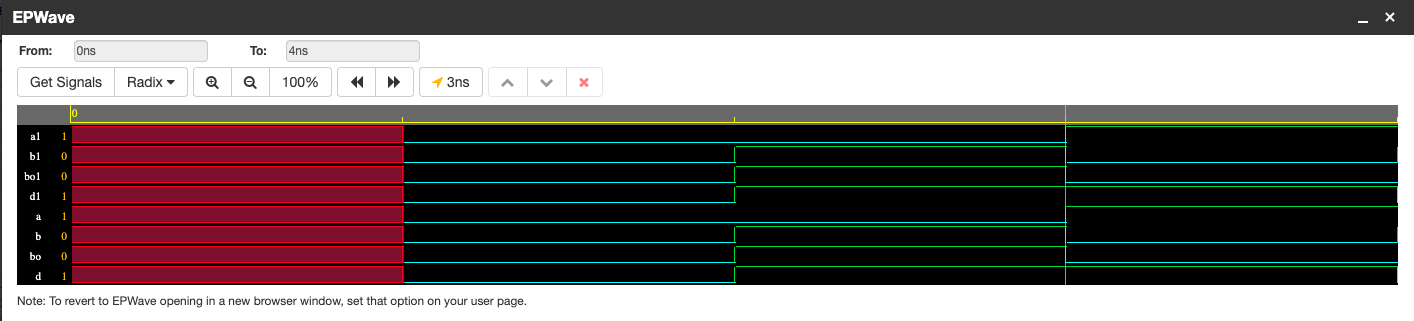 EPWave
From: 0ns To: 4ns
Get Signals Radix 100% 3ns
0
a1 1
b1 0
bo1 0
d1 1
a 1
b 0
bo 0
d 1
Note: To revert to EPWave opening in a new browser window, set that option on your user page.